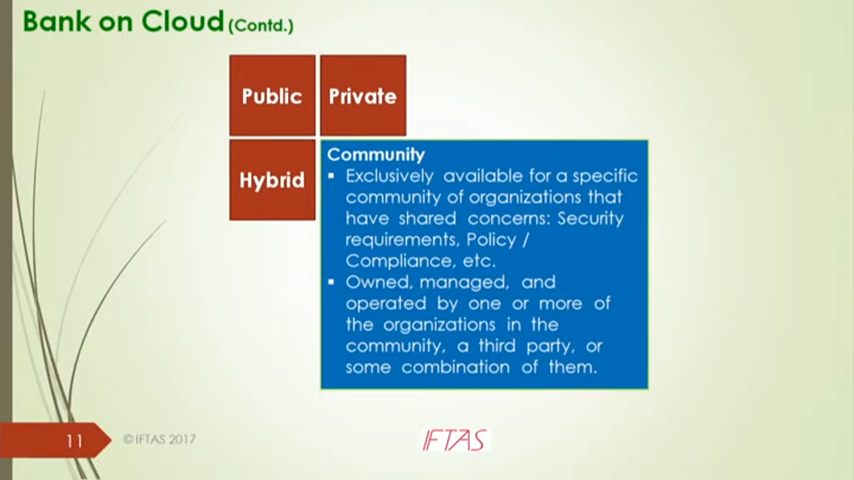 Bank on Cloud (Contd.)
Public
Private
Hybrid
Community
▪ Exclusively available for a specific
community of organizations that
have shared concerns: Security
requirements, Policy /
Compliance, etc.
▪ Owned, managed, and
operated by one or more of
the organizations in the
community, a third party, or
some combination of them.
11
©IFTAS 2017
IFTAS